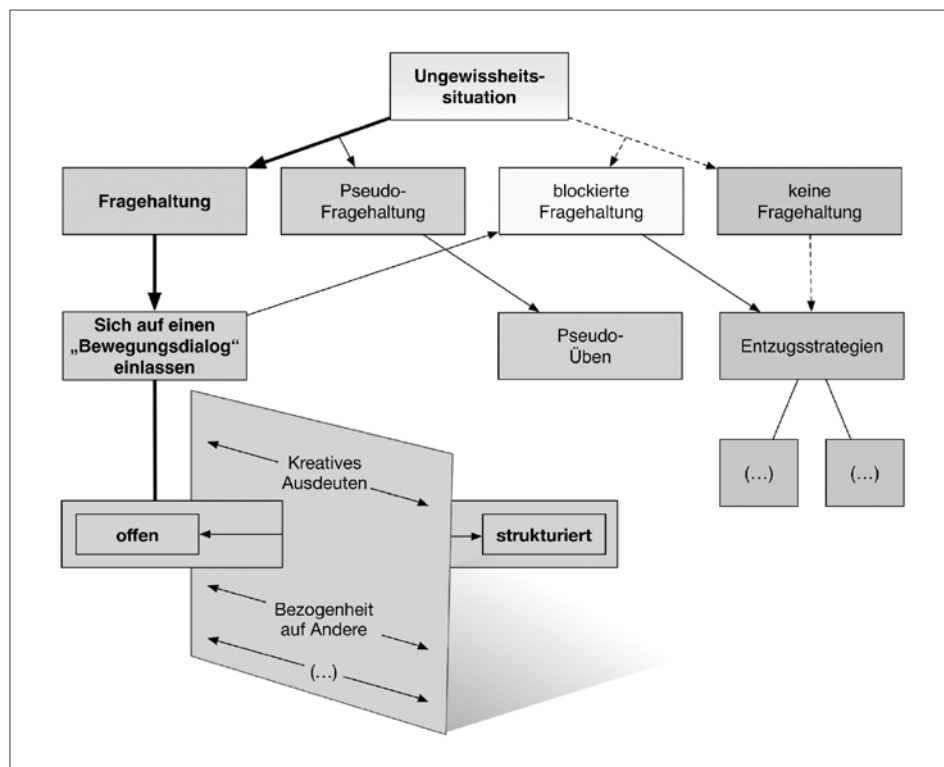 Ungewissheits-
situation
Fragehaltung
Pseudo-
Fragehaltung
blockierte
Fragehaltung
keine
Fragehaltung
Sich auf einen
„Bewegungsdialog“
einlassen
Pseudo-
Üben
Entzugsstrategien
Kreatives
Ausdeuten
(...)
(...)
offen
strukturiert
Bezogenheit
auf Andere
(...)